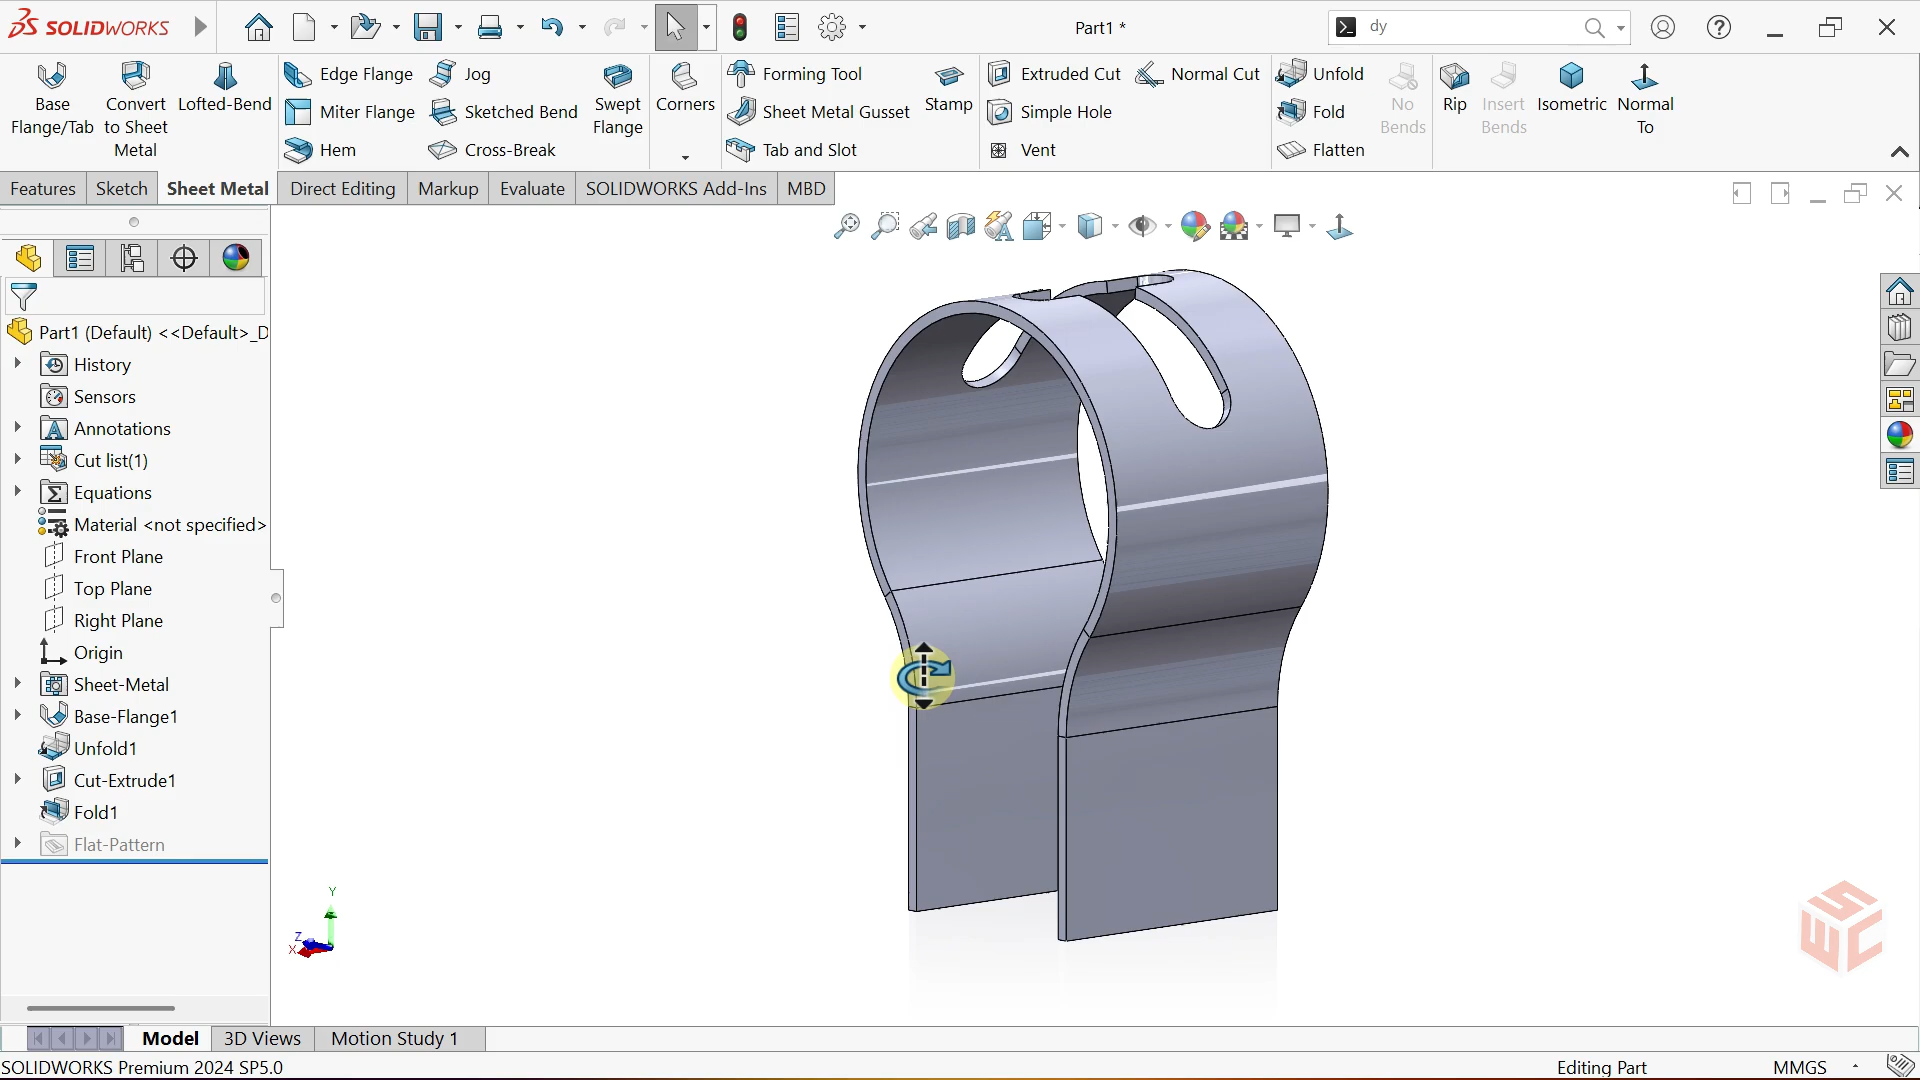 SOLIDWORKS
Part1 *
dy
Base Flange/Tab
Convert to Sheet Metal
Lofted-Bend
Edge Flange
Miter Flange
Hem
Jog
Sketched Bend
Cross-Break
Swept Flange
Corners
Forming Tool
Sheet Metal Gusset
Tab and Slot
Stamp
Extruded Cut
Simple Hole
Vent
Normal Cut
Unfold
Fold
Flatten
No Bends
Rip
Insert Bends
Isometric
Normal To
Features
Sketch
Sheet Metal
Direct Editing
Markup
Evaluate
SOLIDWORKS Add-Ins
MBD
Part1 (Default) <<Default>_D
History
Sensors
Annotations
Cut list(1)
Equations
Material <not specified>
Front Plane
Top Plane
Right Plane
Origin
Sheet-Metal
Base-Flange1
Unfold1
Cut-Extrude1
Fold1
Flat-Pattern
Y
Z
X
SWC
Model
3D Views
Motion Study 1
SOLIDWORKS Premium 2024 SP5.0
Editing Part
MMGS